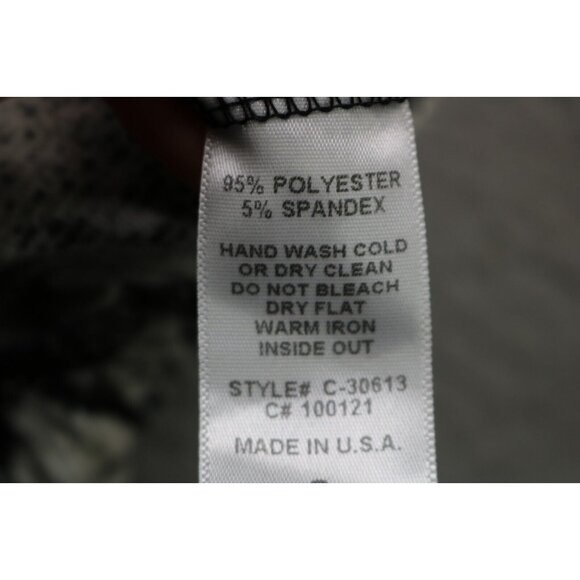 95% POLYESTER
5% SPANDEX
HAND WASH COLD
OR DRY CLEAN
DO NOT BLEACH
DRY FLAT
WARM IRON
INSIDE OUT
STYLE# C-30613
C# 100121
MADE IN U.S.A.